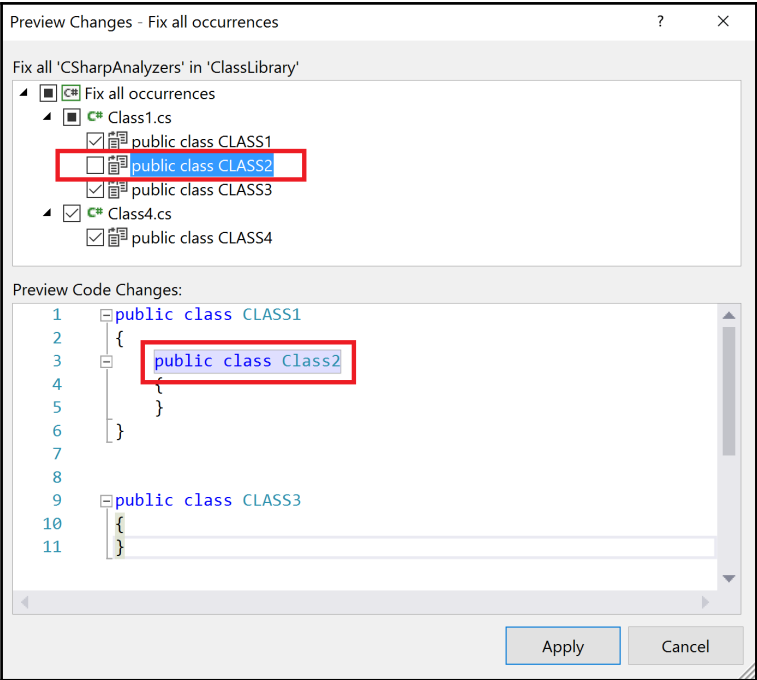 Preview Changes - Fix all occurrences ? ×
Fix all 'CSharpAnalyzers' in 'ClassLibrary'
C# Fix all occurrences
C# Class1.cs
public class CLASS1
public class CLASS2
public class CLASS3
C# Class4.cs
public class CLASS4
Preview Code Changes:
1 public class CLASS1
2 {
3 public class Class2
4 {
5 }
6 }
7
8
9 public class CLASS3
10 {
11 }
Apply Cancel